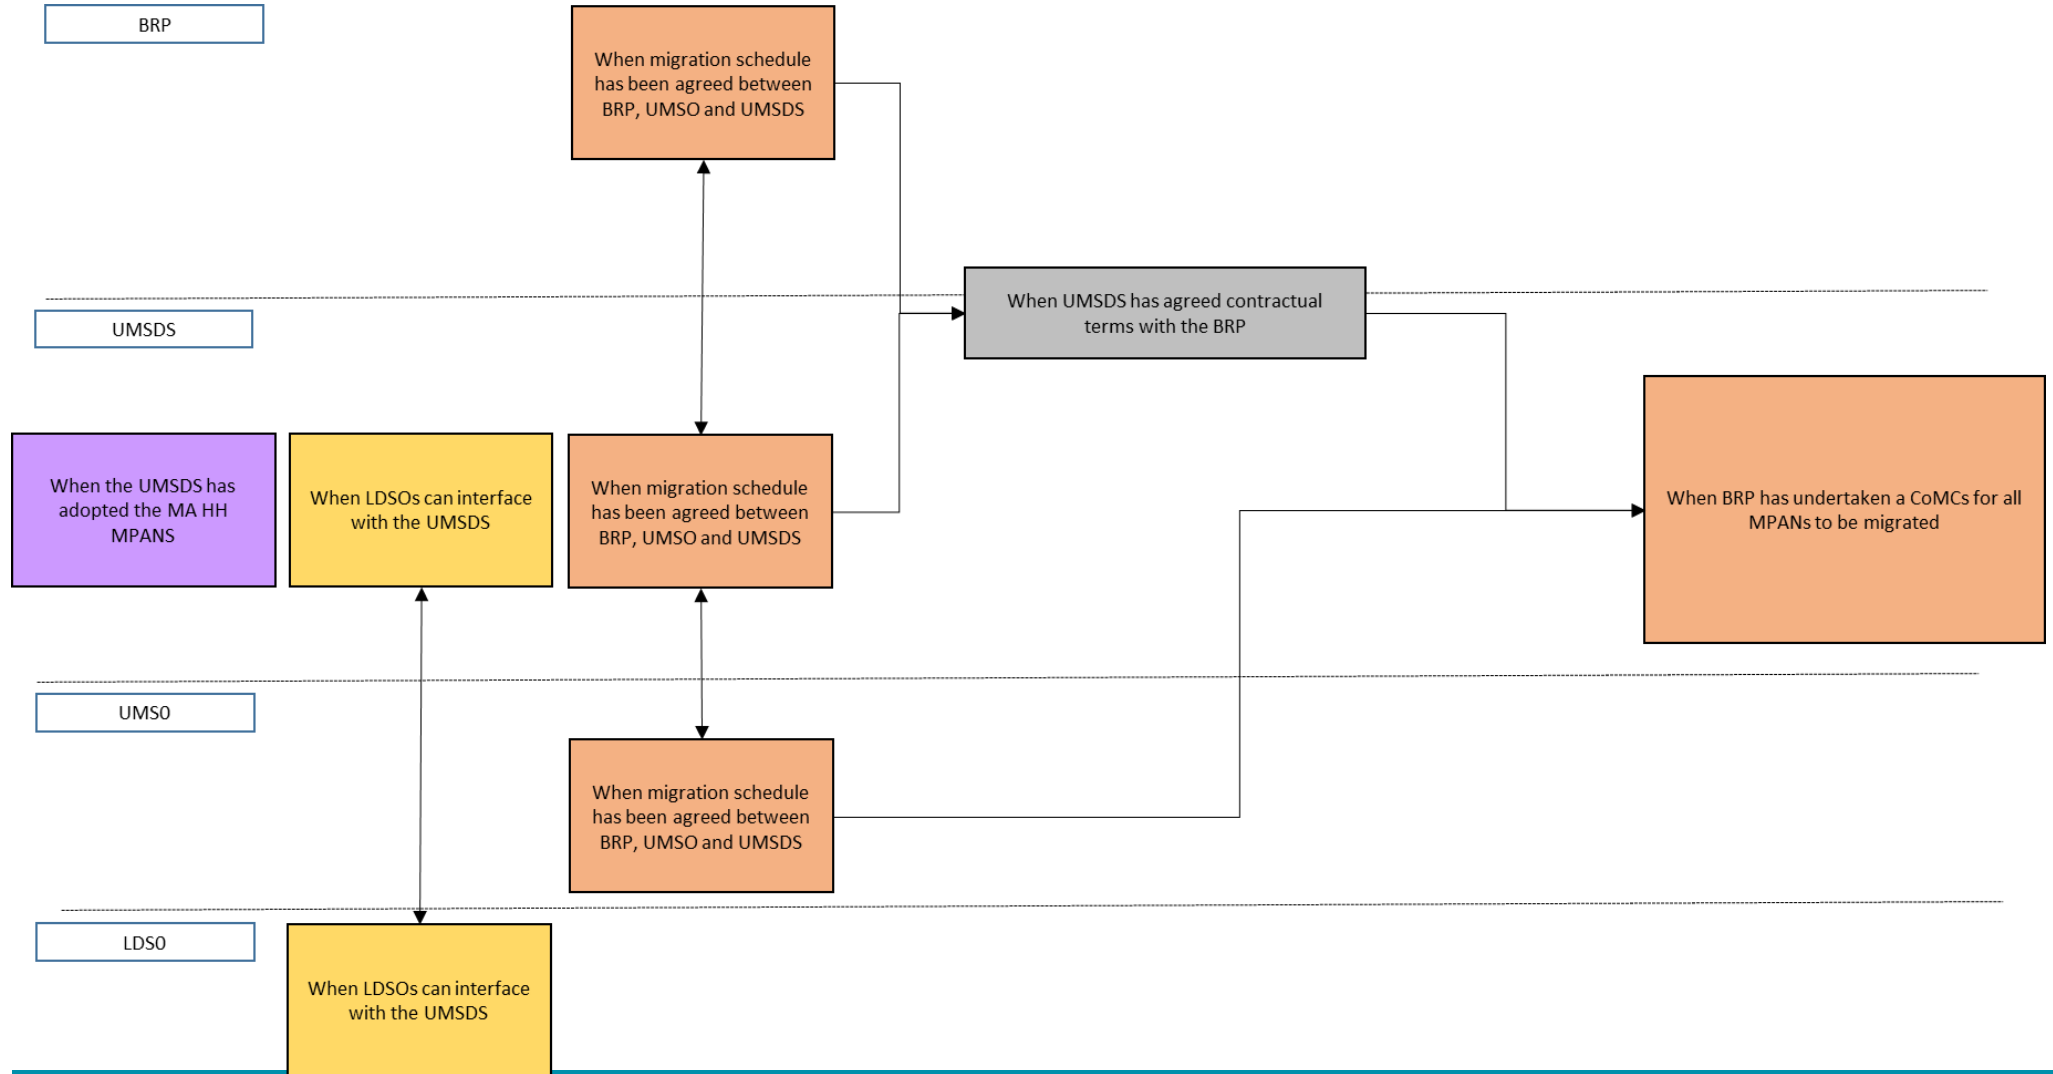 BRP
When migration schedule
has been agreed between
BRP, UMSO and UMSDS
When UMSDS has agreed contractual
terms with the BRP
UMSDS
When the UMSDS has
adopted the MA HH
MPANS
When LDSOs can interface
with the UMSDS
When migration schedule
has been agreed between
BRP, UMSO and UMSDS
When BRP has undertaken a CoMCs for all
MPANs to be migrated
UMS0
When migration schedule
has been agreed between
BRP, UMSO and UMSDS
LDS0
When LDSOs can interface
with the UMSDS